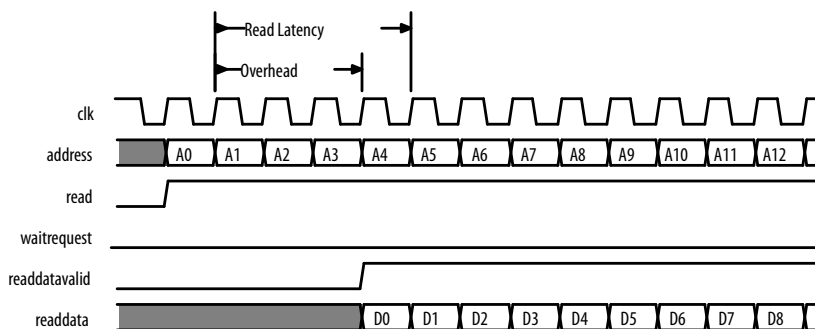 Read Latency
Overhead
clk
address A0 A1 A2 A3 A4 A5 A6 A7 A8 A9 A10 A11 A12
read
waitrequest
readdatavalid
readdata D0 D1 D2 D3 D4 D5 D6 D7 D8